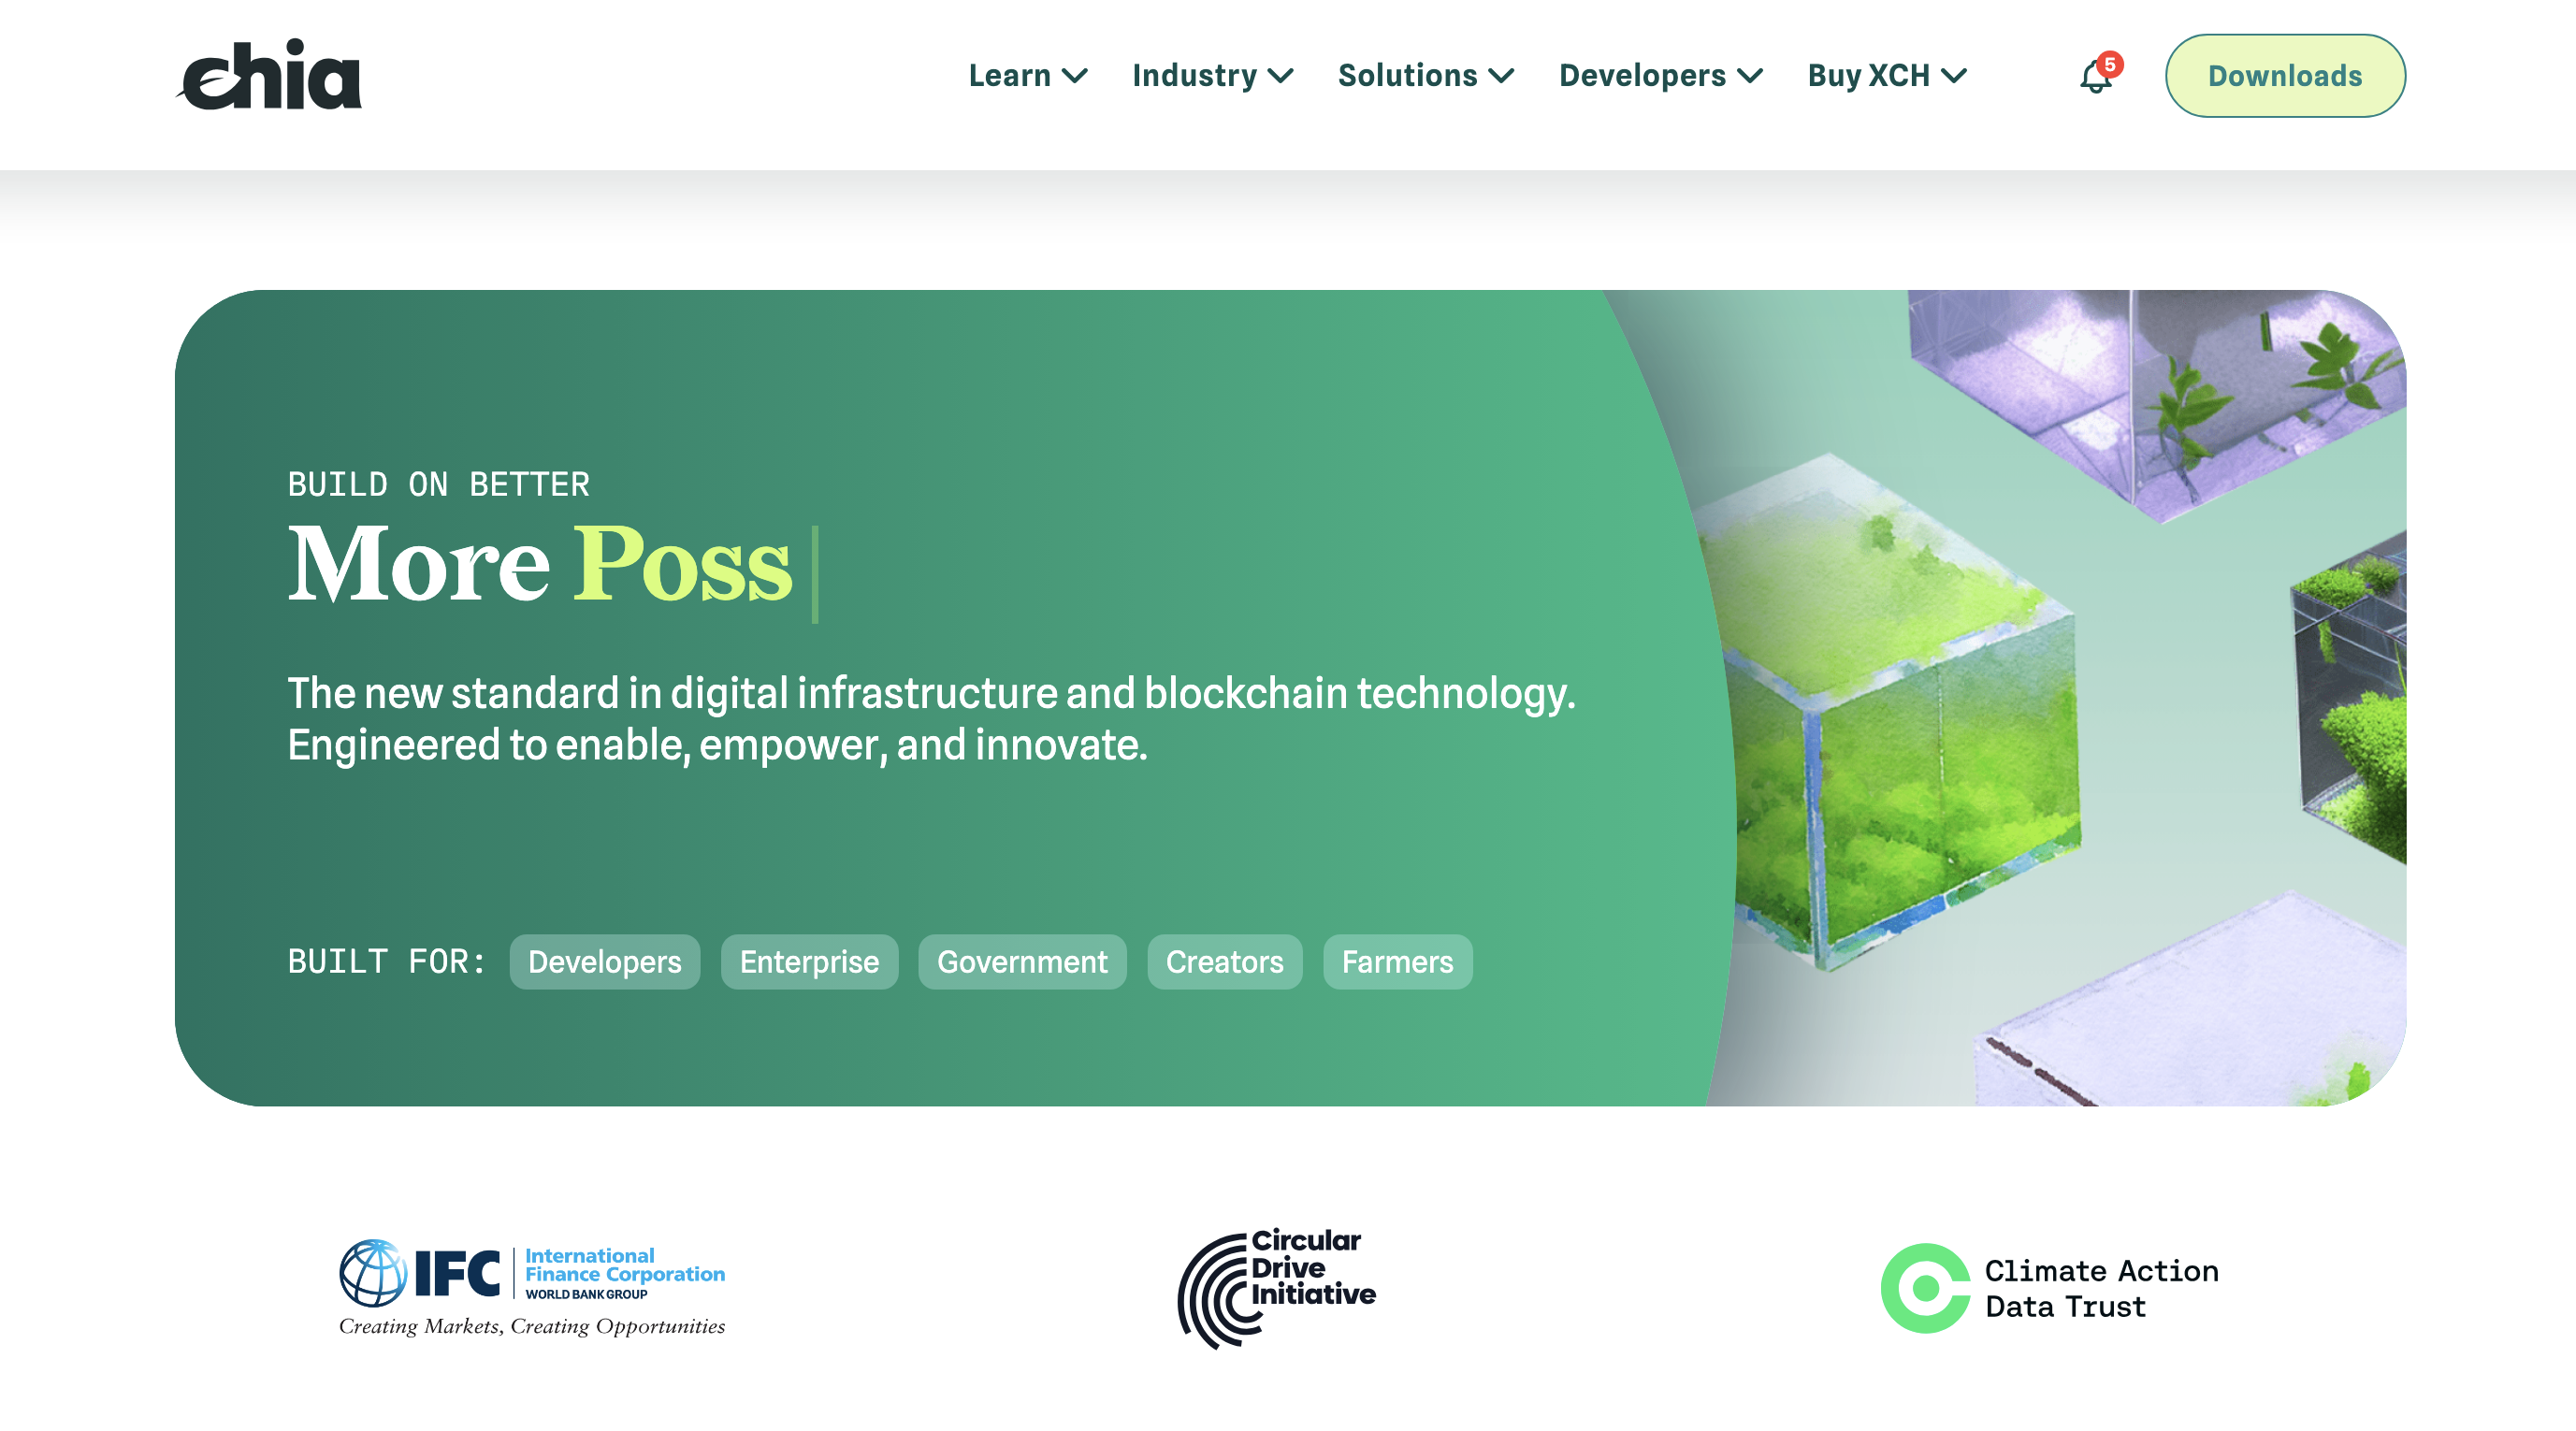 chia
Learn
Industry
Solutions
Developers
Buy XCH
5
Downloads
BUILD ON BETTER
More Poss
The new standard in digital infrastructure and blockchain technology.
Engineered to enable, empower, and innovate.
BUILT FOR:
Developers
Enterprise
Government
Creators
Farmers
IFC
International
Finance Corporation
WORLD BANK GROUP
Creating Markets, Creating Opportunities
Circular
Drive
Initiative
Climate Action
Data Trust